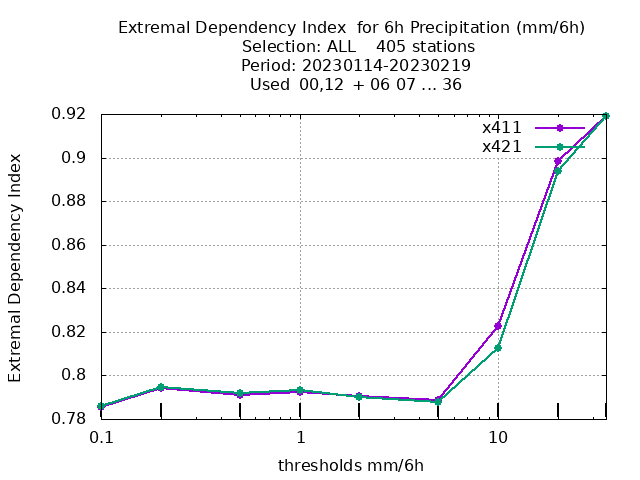 Extremal Dependency Index  for 6h Precipitation (mm/6h)
Selection: ALL    405 stations
Period: 20230114-20230219
Used  00,12  + 06 07 ... 36
Extremal Dependency Index
0.92
0.9
0.88
0.86
0.84
0.82
0.8
0.78
x411
x421
0.1
1
10
thresholds mm/6h